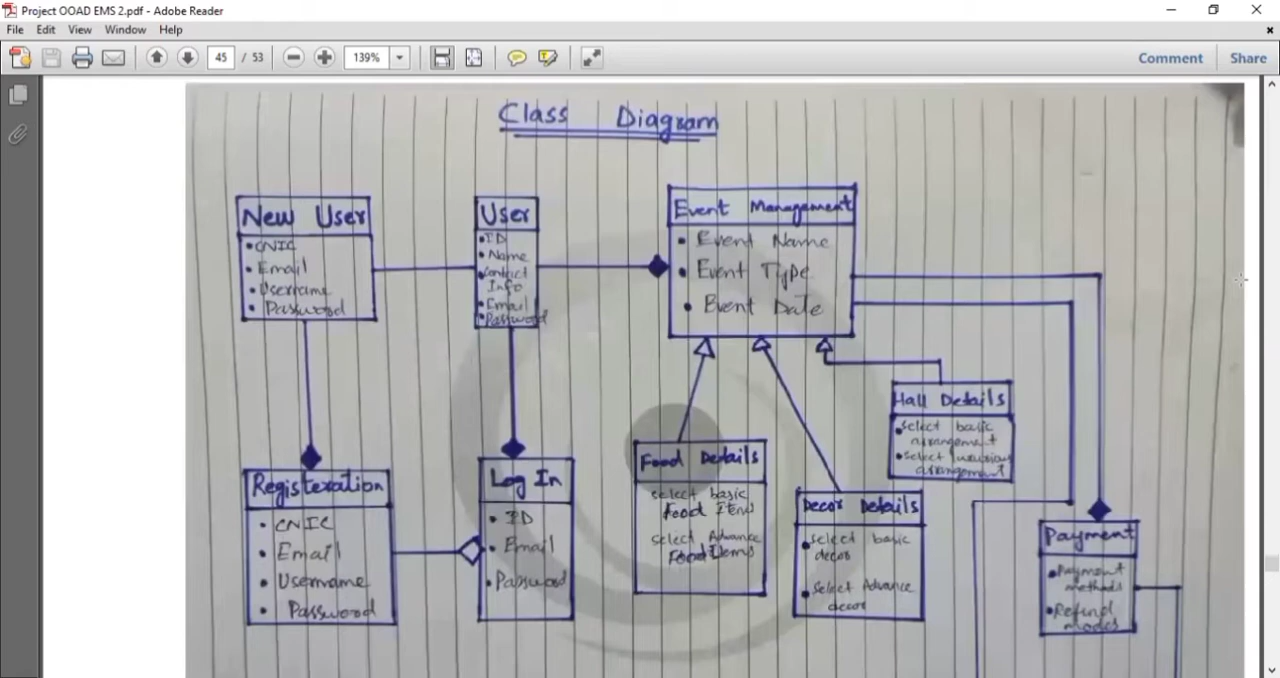 Project OOAD EMS 2.pdf - Adobe Reader
File Edit View Window Help
45 / 53 139% Comment Share
Class Diagram
New User
•CNIC
•Email
•Username
•Password
User
•ID
•Name
•Contact
Info
•Email
•Password
Event Management
• Event Name
• Event Type
• Event Date
Hall Details
•select basic
arrangement
•select luxurious
arrangement
Registeration
• CNIC
• Email
• Username
• Password
Log In
• ID
• Email
• Password
Food Details
select basic
Food Items
select Advance
Food Items
Decor Details
•select basic
decor
•select Advance
decor
Payment
•Payment
methods
•Refund
modes